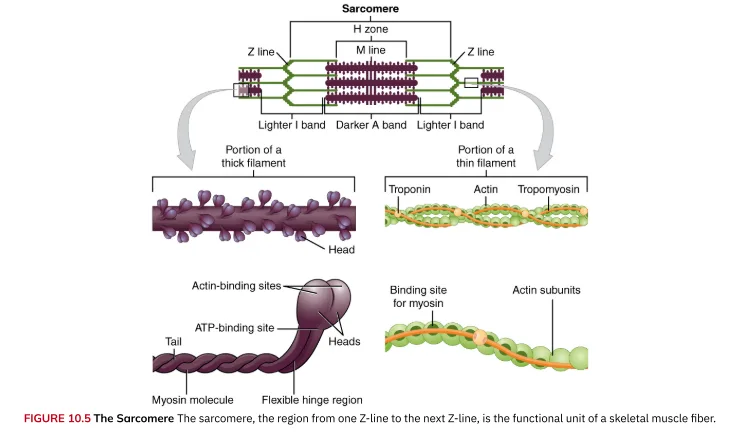 Sarcomere
H zone
Z line
M line
Z line
Lighter I band
Darker A band
Lighter I band
Portion of a
thick filament
Portion of a
thin filament
Troponin
Actin
Tropomyosin
Head
Actin-binding sites
ATP-binding site
Tail
Heads
Myosin molecule
Flexible hinge region
Binding site
for myosin
Actin subunits
FIGURE 10.5 The Sarcomere The sarcomere, the region from one Z-line to the next Z-line, is the functional unit of a skeletal muscle fiber.